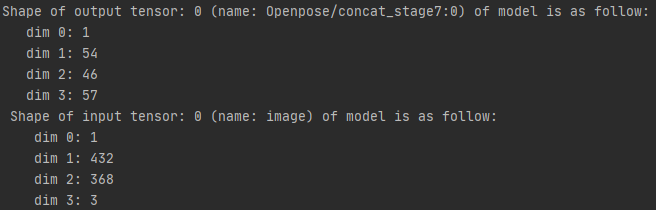 Shape of output tensor: 0 (name: Openpose/concat_stage7:0) of model is as follow:
dim 0: 1
dim 1: 54
dim 2: 46
dim 3: 57
Shape of input tensor: 0 (name: image) of model is as follow:
dim 0: 1
dim 1: 432
dim 2: 368
dim 3: 3